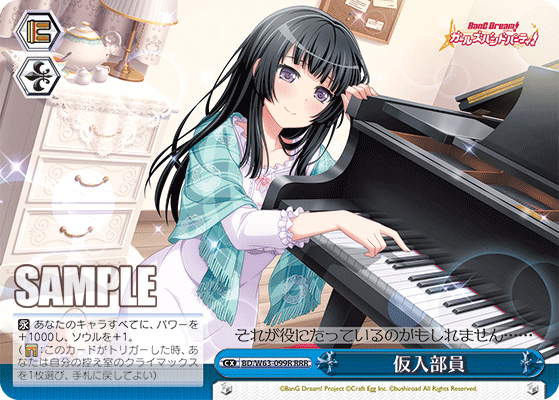 BanG Dream!
ガールズバンドパーティ!
SAMPLE
永 あなたのキャラすべてに、パワーを
+1000し、ソウルを+1。
(:このカードがトリガーした時、あ
なたは自分の控え室のクライマックス
を1枚選び、手札に戻してよい)
それが役にたっているのかもしれません……
CX BD/W63-099R RRR
仮入部員
©BanG Dream! Project ©Craft Egg Inc. ©bushiroad All Rights Reserved.